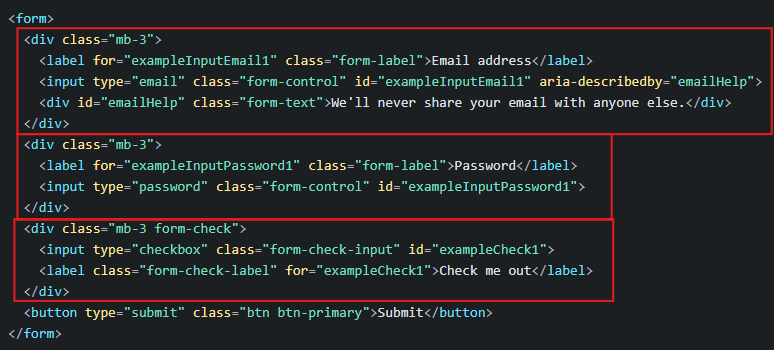 <form>
<div class="mb-3">
<label for="exampleInputEmail1" class="form-label">Email address</label>
<input type="email" class="form-control" id="exampleInputEmail1" aria-describedby="emailHelp">
<div id="emailHelp" class="form-text">We'll never share your email with anyone else.</div>
</div>
<div class="mb-3">
<label for="exampleInputPassword1" class="form-label">Password</label>
<input type="password" class="form-control" id="exampleInputPassword1">
</div>
<div class="mb-3 form-check">
<input type="checkbox" class="form-check-input" id="exampleCheck1">
<label class="form-check-label" for="exampleCheck1">Check me out</label>
</div>
<button type="submit" class="btn btn-primary">Submit</button>
</form>